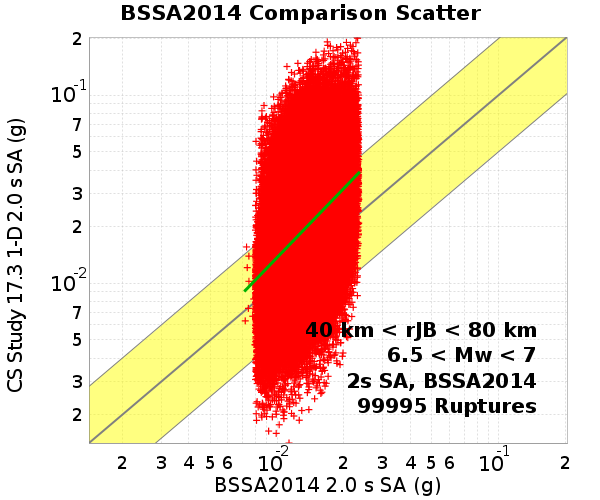 BSSA2014 Comparison Scatter
CS Study 17.3 1-D 2.0 s SA (g)
2
10⁻¹
7
5
3
2
10⁻²
7
5
3
2
40 km < rJB < 80 km
6.5 < Mw < 7
2s SA, BSSA2014
99995 Ruptures
2 3 4 5 6 10⁻² 2 3 4 5 6 10⁻¹ 2
BSSA2014 2.0 s SA (g)